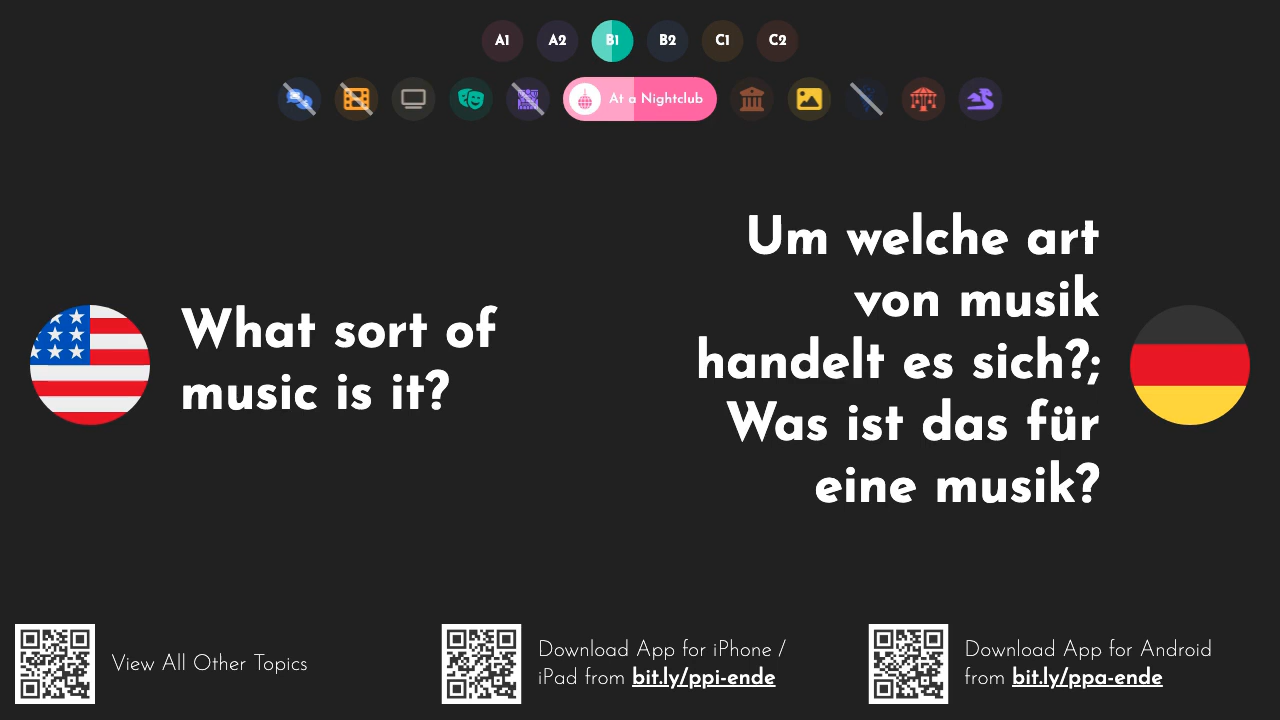 A1 A2 B1 B2 C1 C2
At a Nightclub
What sort of
music is it?
Um welche art
von musik
handelt es sich?;
Was ist das für
eine musik?
View All Other Topics
Download App for iPhone /
iPad from bit.ly/ppi-ende
Download App for Android
from bit.ly/ppa-ende